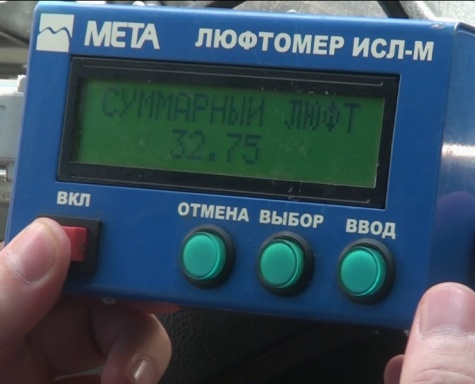 МЕТА ЛЮФТОМЕР ИСЛ-М
СУММАРНЫЙ ЛЮФТ
32.75
ВКЛ ОТМЕНА ВЫБОР ВВОД